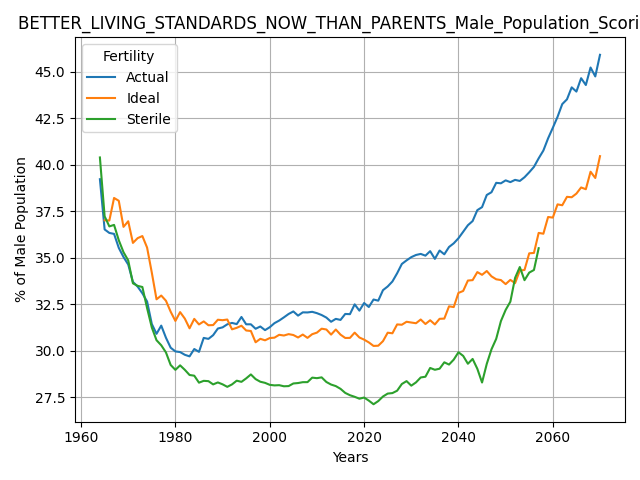 BETTER_LIVING_STANDARDS_NOW_THAN_PARENTS_Male_Population_Scori
Fertility
Actual
Ideal
Sterile
% of Male Population
45.0
42.5
40.0
37.5
35.0
32.5
30.0
27.5
1960 1980 2000 2020 2040 2060
Years